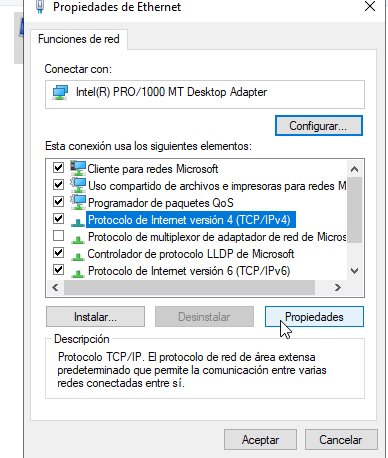 Propiedades de Ethernet
Funciones de red
Conectar con:
Intel(R) PRO/1000 MT Desktop Adapter
Configurar...
Esta conexión usa los siguientes elementos:
Cliente para redes Microsoft
Uso compartido de archivos e impresoras para redes M
Programador de paquetes QoS
Protocolo de Internet versión 4 (TCP/IPv4)
Protocolo de multiplexor de adaptador de red de Micros
Controlador de protocolo LLDP de Microsoft
Protocolo de Internet versión 6 (TCP/IPv6)
Instalar... Desinstalar Propiedades
Descripción
Protocolo TCP/IP. El protocolo de red de área extensa
predeterminado que permite la comunicación entre varias
redes conectadas entre sí.
Aceptar Cancelar